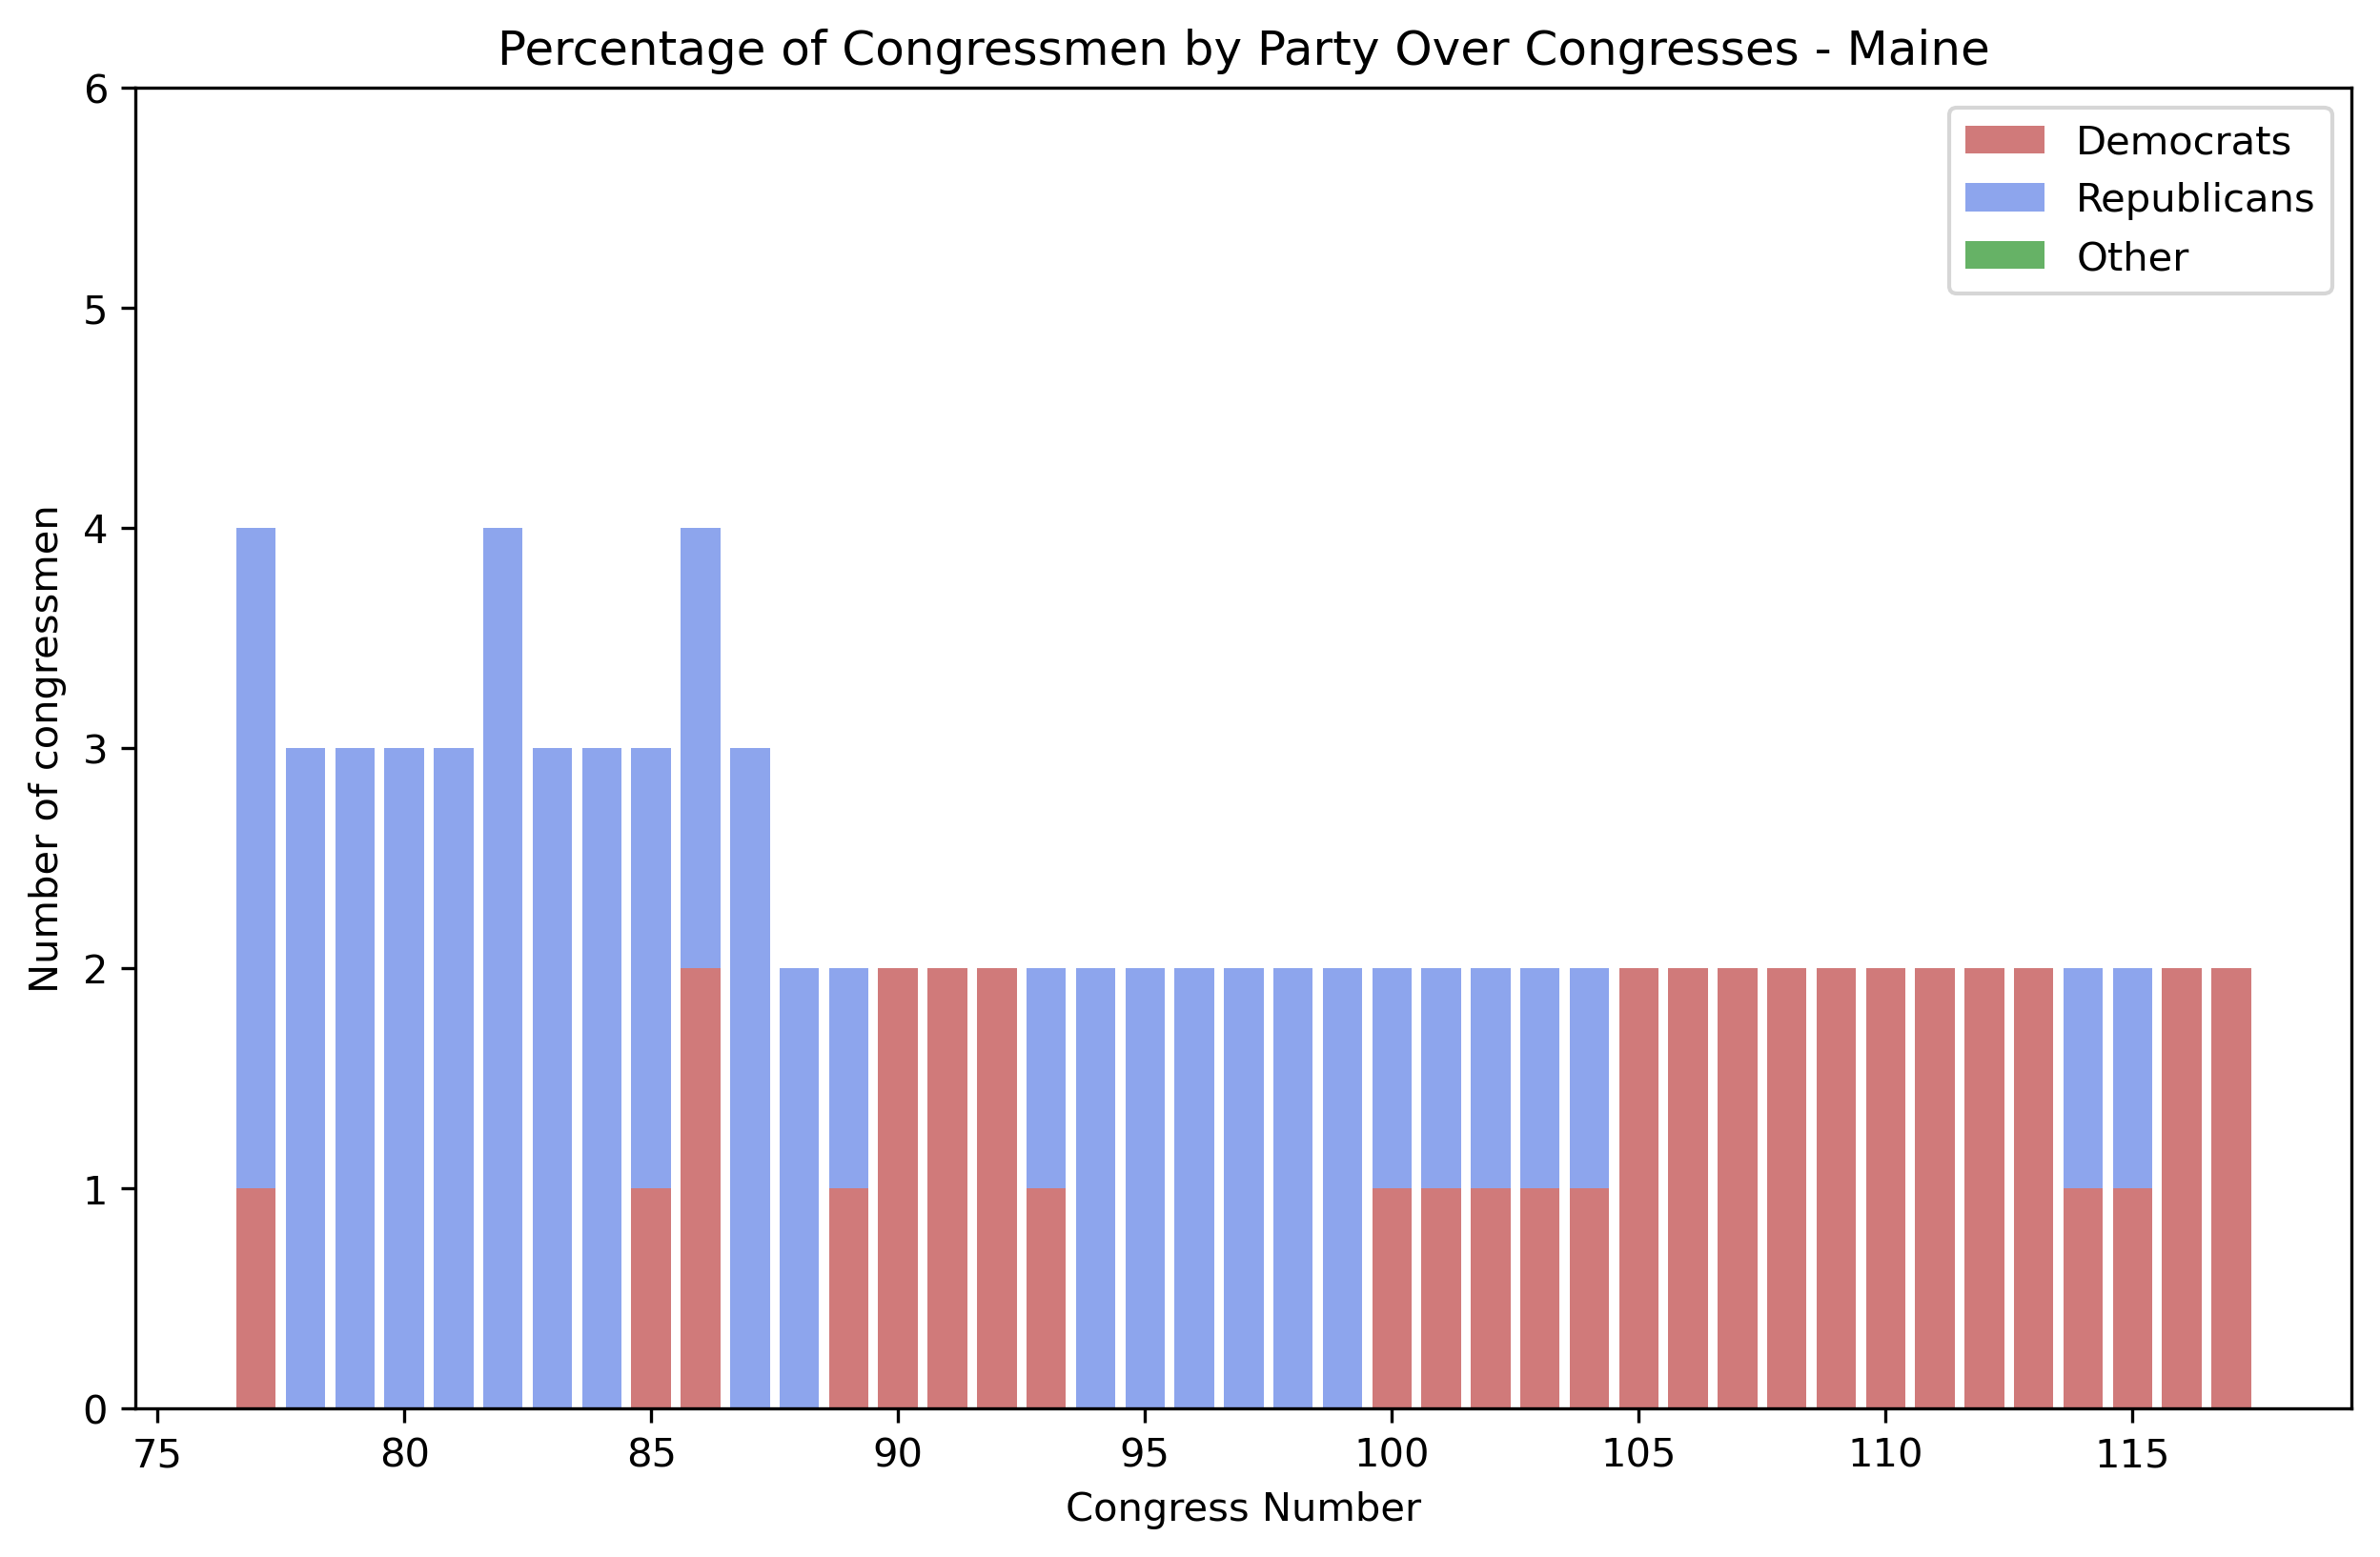 Percentage of Congressmen by Party Over Congresses - Maine
6
5
4
3
2
1
0
Number of congressmen
Democrats
Republicans
Other
75 80 85 90 95 100 105 110 115
Congress Number